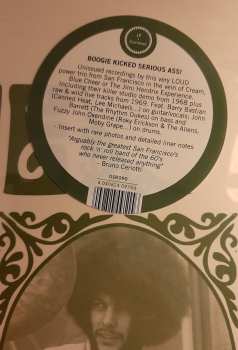 LP
BOOGIE KICKED SERIOUS ASS!
Unissued recordings by this very LOUD
power trio from San Francisco in the vein of Cream,
Blue Cheer or The Jimi Hendrix Experience.
Including their killer studio demo from 1968 plus
raw & wild live tracks from 1969. Feat. Barry Bastian
(Canned Heat, Lee Michaels...) on guitar/vocals; John
Barrett (The Rhythm Dukes) on bass and
Fuzzy John Oxendine (Roky Erickson & The Aliens,
Moby Grape...) on drums.
- Insert with rare photos and detailed liner notes
"Arguably the greatest San Francisco's
rock 'n' roll band of the 60's
who never released anything"
- Bruno Ceriotti